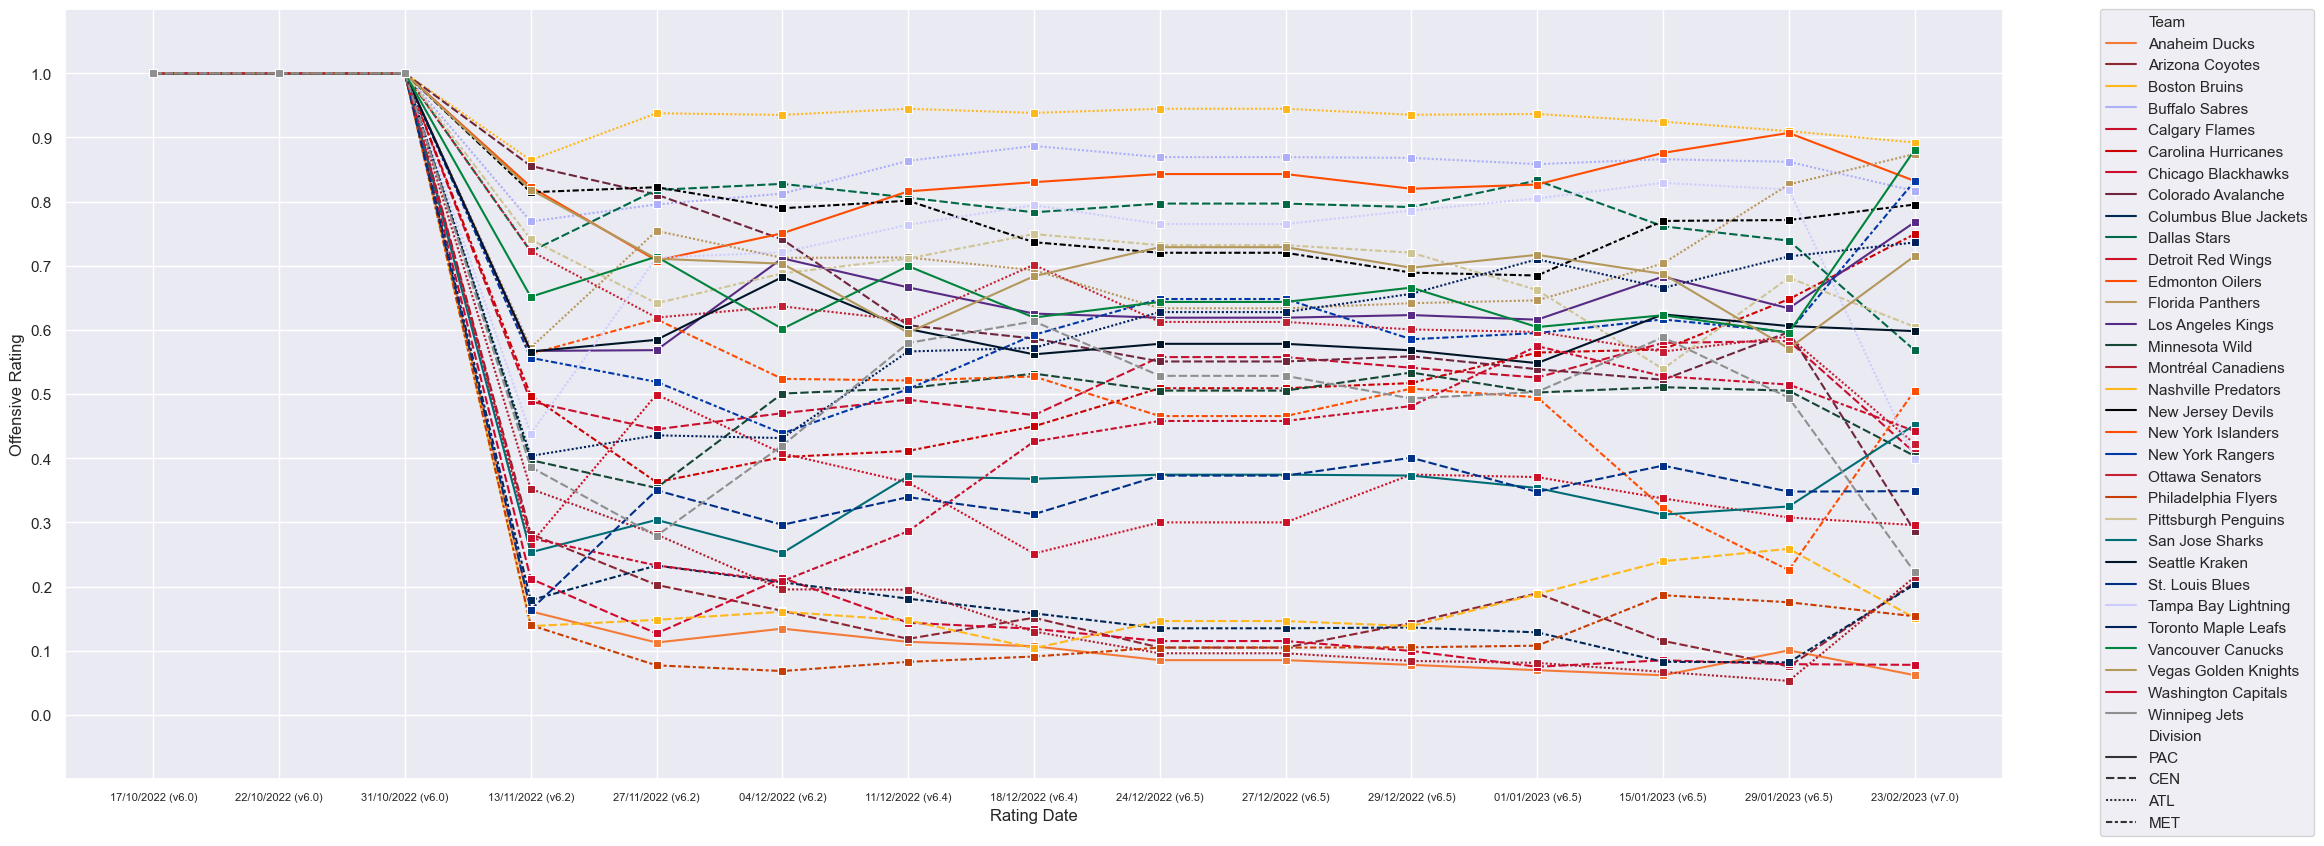 1.0
0.9
0.8
0.7
0.6
0.5
0.4
0.3
0.2
0.1
0.0
Offensive Rating
17/10/2022 (v6.0)
22/10/2022 (v6.0)
31/10/2022 (v6.0)
13/11/2022 (v6.2)
27/11/2022 (v6.2)
04/12/2022 (v6.2)
11/12/2022 (v6.4)
18/12/2022 (v6.4)
24/12/2022 (v6.5)
27/12/2022 (v6.5)
29/12/2022 (v6.5)
01/01/2023 (v6.5)
15/01/2023 (v6.5)
29/01/2023 (v6.5)
23/02/2023 (v7.0)
Rating Date
Team
Anaheim Ducks
Arizona Coyotes
Boston Bruins
Buffalo Sabres
Calgary Flames
Carolina Hurricanes
Chicago Blackhawks
Colorado Avalanche
Columbus Blue Jackets
Dallas Stars
Detroit Red Wings
Edmonton Oilers
Florida Panthers
Los Angeles Kings
Minnesota Wild
Montréal Canadiens
Nashville Predators
New Jersey Devils
New York Islanders
New York Rangers
Ottawa Senators
Philadelphia Flyers
Pittsburgh Penguins
San Jose Sharks
Seattle Kraken
St. Louis Blues
Tampa Bay Lightning
Toronto Maple Leafs
Vancouver Canucks
Vegas Golden Knights
Washington Capitals
Winnipeg Jets
Division
PAC
CEN
ATL
MET